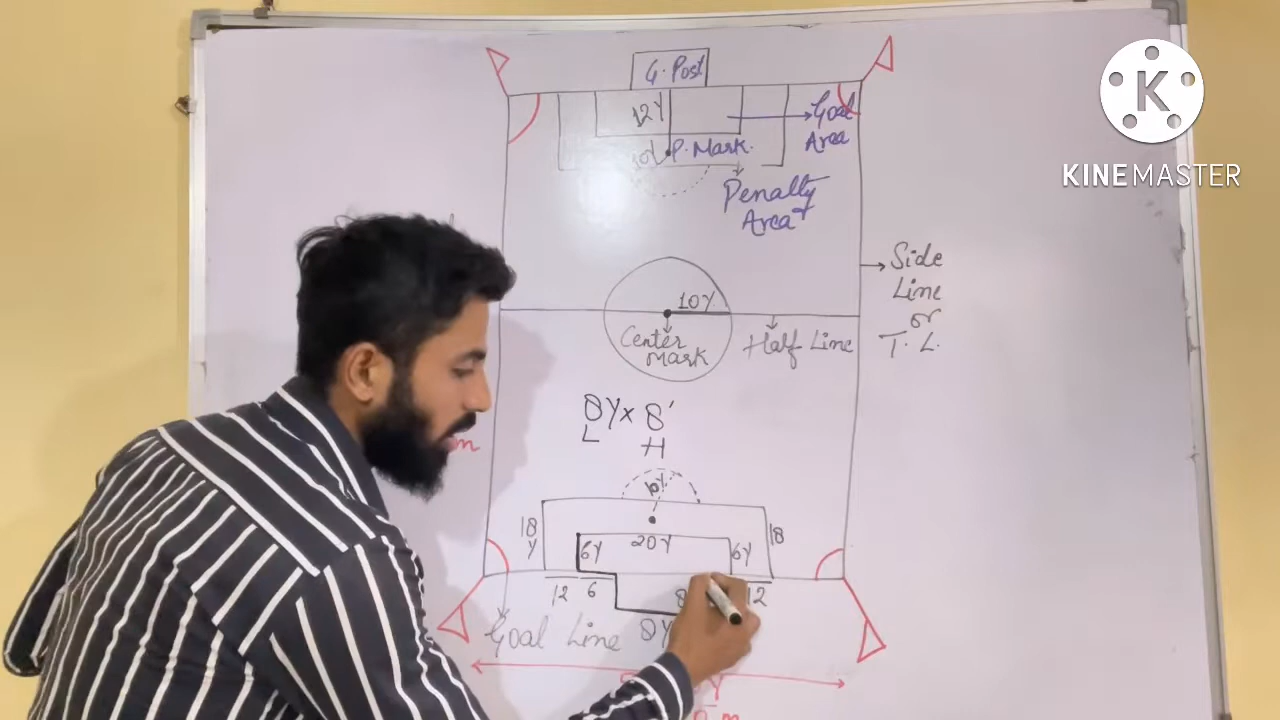 G. Post
12Y
Goal
Area
P. Mark.
Penalty
Area
K
KINEMASTER
Side
Line
or
T. L.
10Y
Center
Mark
Half Line
8Y x 8'
L H
m
10Y
18
Y
20Y
18
6Y
6Y
12 6
8
12
Goal Line
8Y
Y
m